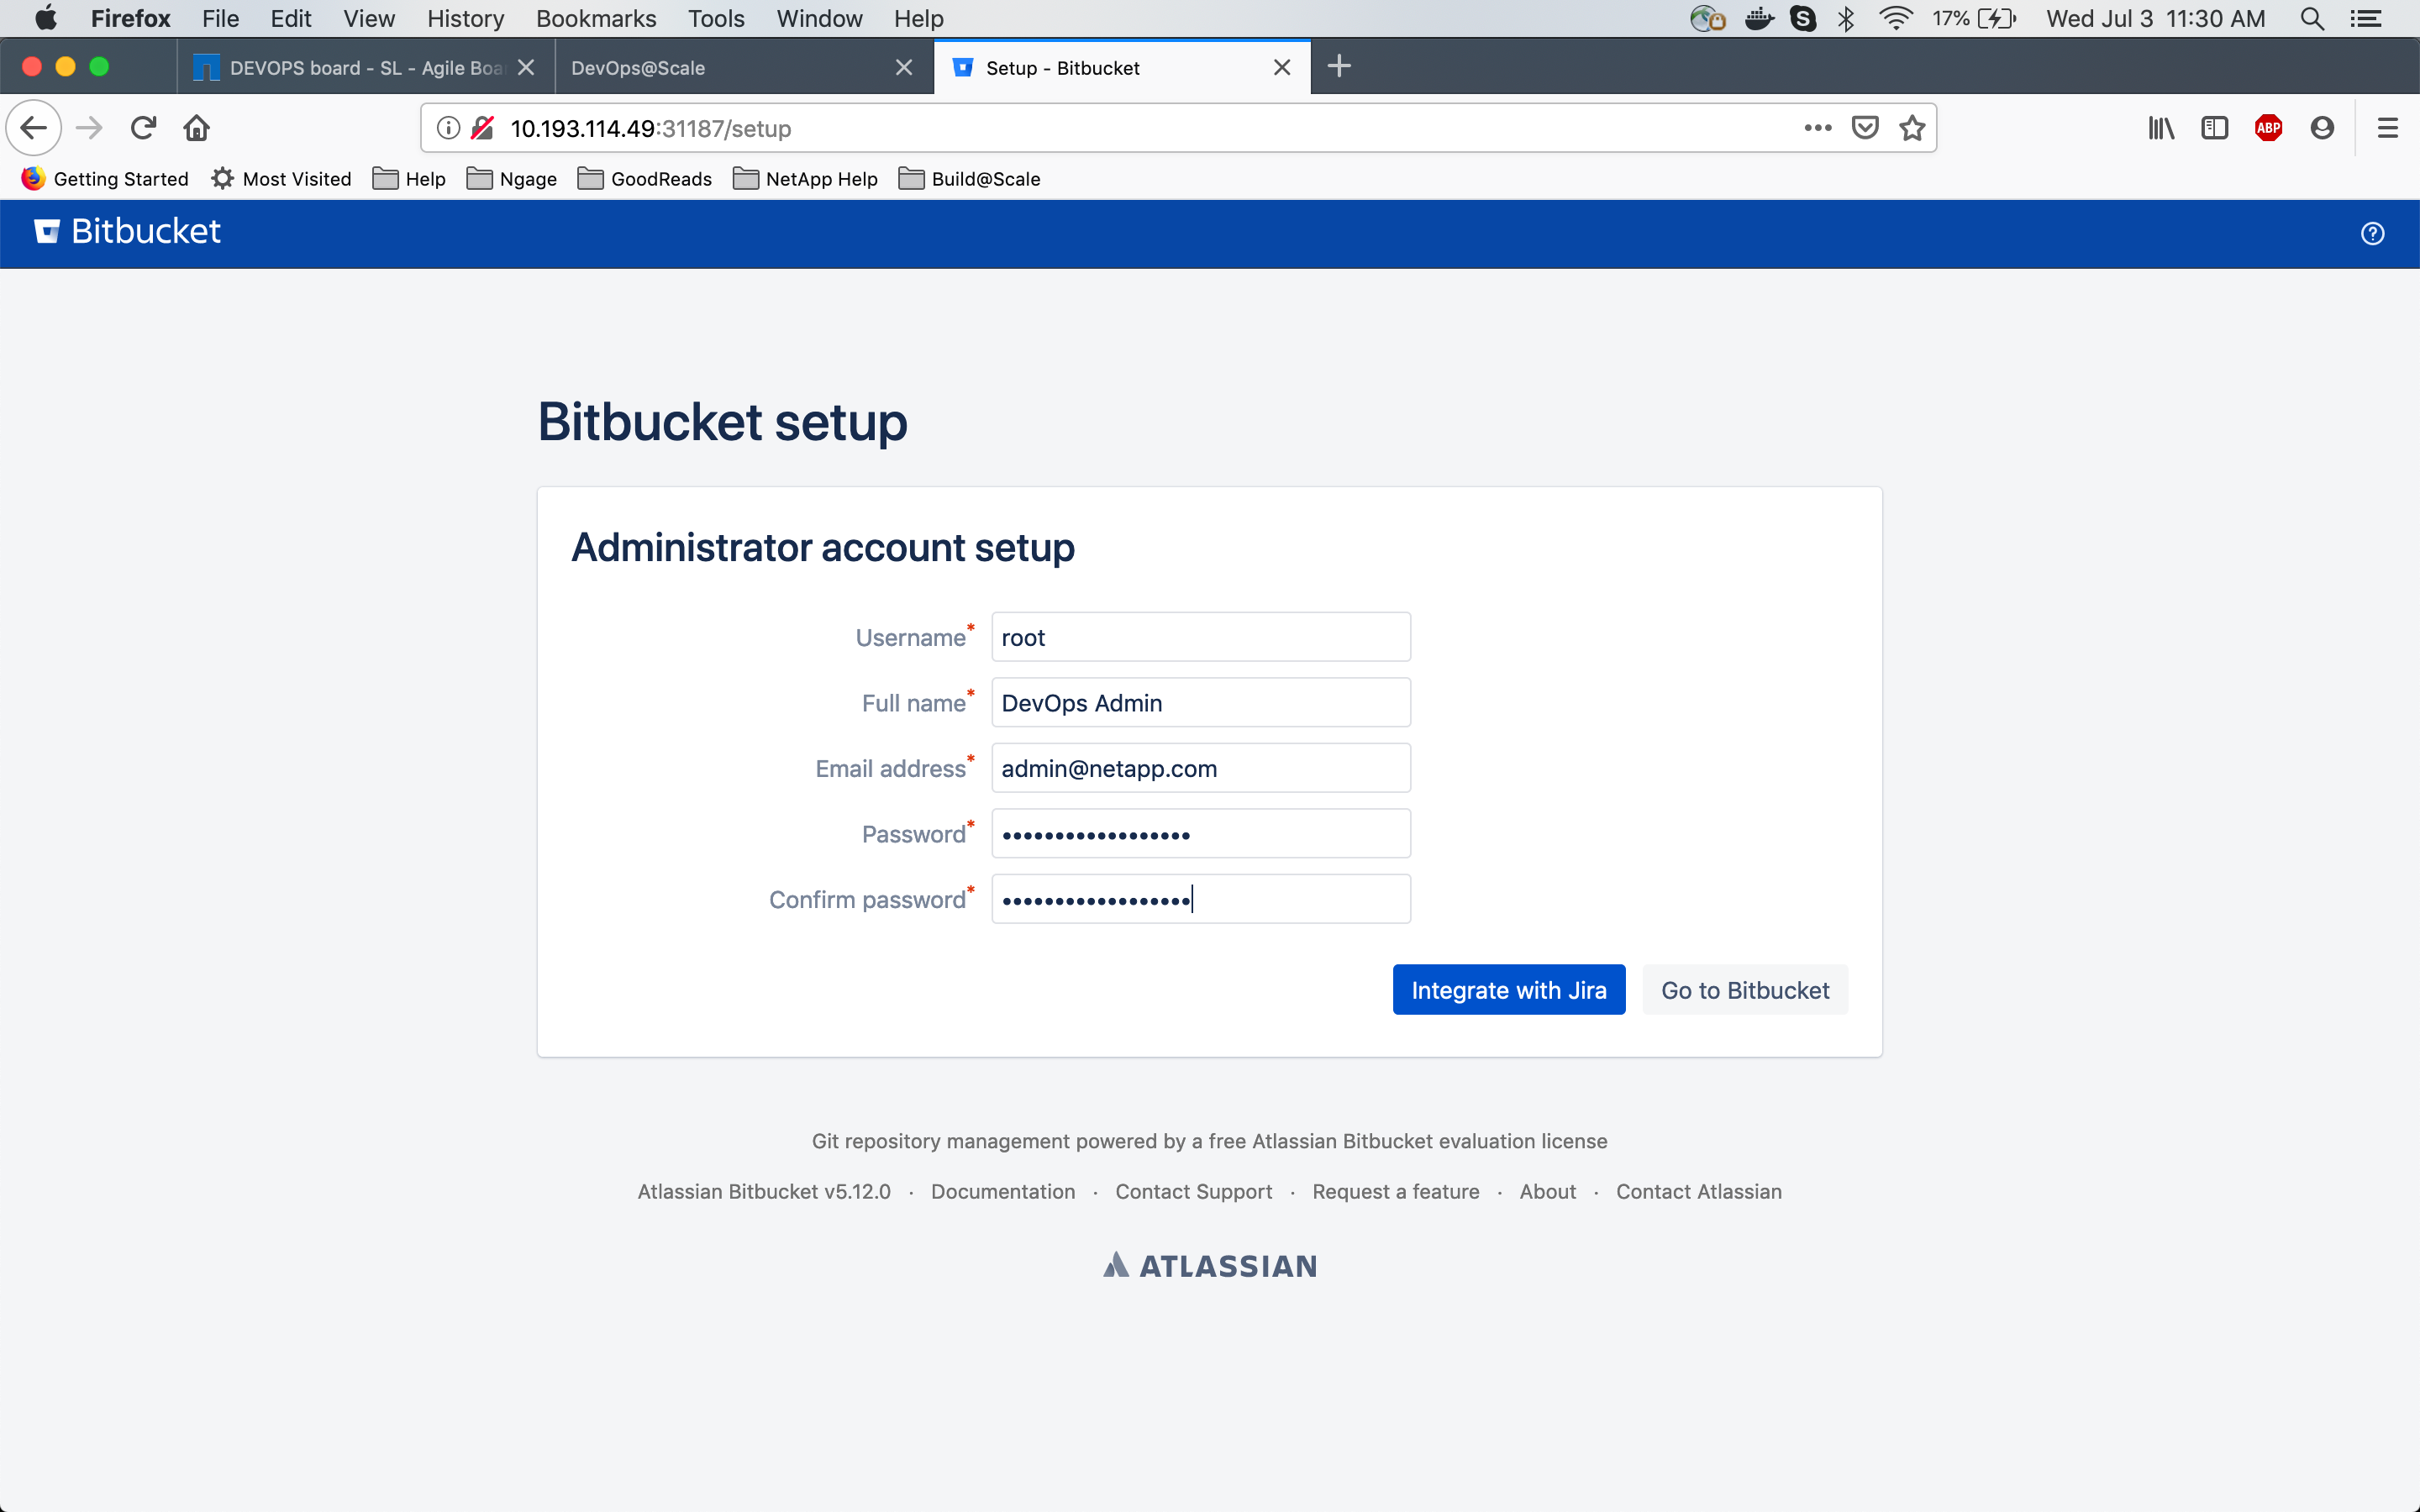 Firefox File Edit View History Bookmarks Tools Window Help 17% Wed Jul 3 11:30 AM
DEVOPS board - SL - Agile Boa DevOps@Scale Setup - Bitbucket
10.193.114.49:31187/setup
ABP
Getting Started Most Visited Help Ngage GoodReads NetApp Help Build@Scale
Bitbucket
Bitbucket setup
Administrator account setup
Username* root
Full name* DevOps Admin
Email address* admin@netapp.com
Password* ••••••••••••••••••
Confirm password* ••••••••••••••••••
Integrate with Jira Go to Bitbucket
Git repository management powered by a free Atlassian Bitbucket evaluation license
Atlassian Bitbucket v5.12.0 · Documentation · Contact Support · Request a feature · About · Contact Atlassian
ATLASSIAN